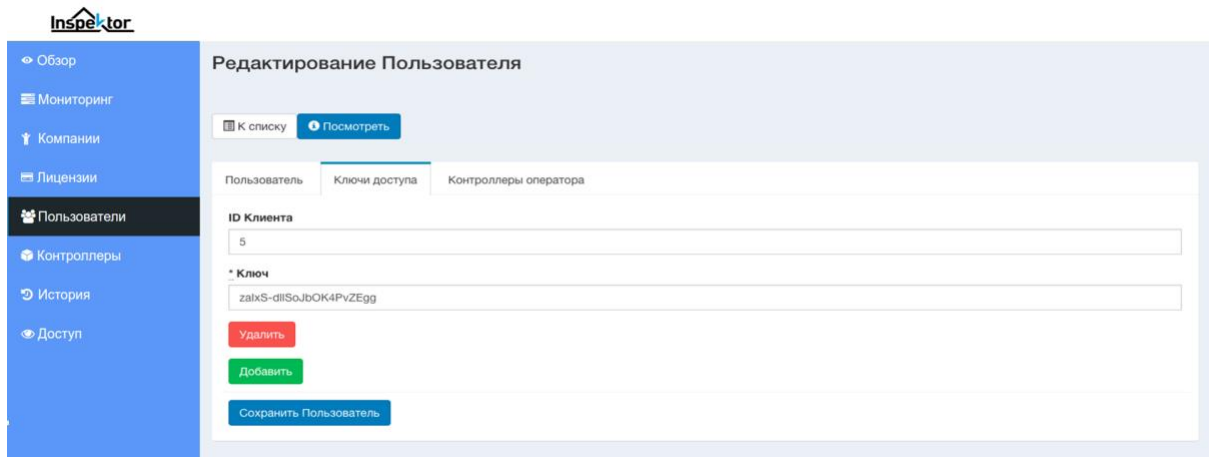 Inspektor
Обзор
Мониторинг
Компании
Лицензии
Пользователи
Контроллеры
История
Доступ
Редактирование Пользователя
К списку Посмотреть
Пользователь Ключи доступа Контроллеры оператора
ID Клиента
5
* Ключ
zalxS-dllSoJbOK4PvZEgg
Удалить
Добавить
Сохранить Пользователь